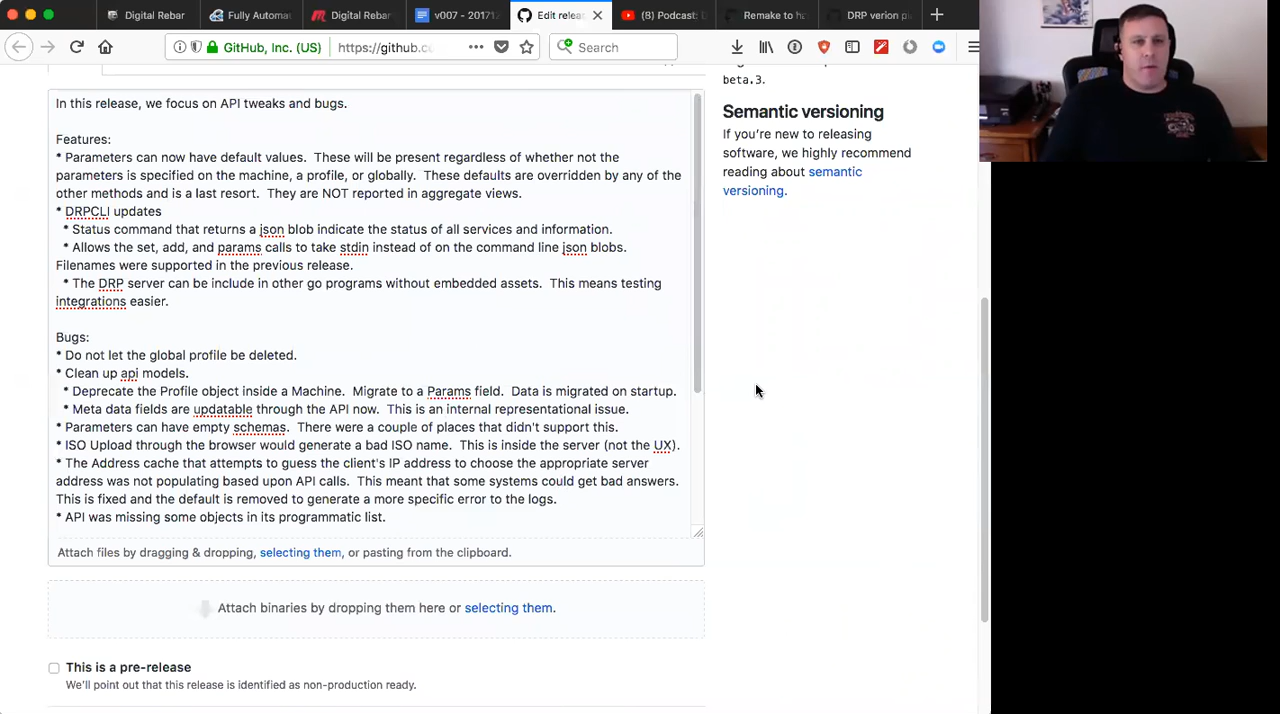 Digital Rebar
Fully Automa
Digital Rebar
v007 - 20171
Edit relea
(8) Podcast: D
Remake to ha
DRP verion pl
GitHub, Inc. (US)
https://github.c
Search
In this release, we focus on API tweaks and bugs.
Features:
* Parameters can now have default values. These will be present regardless of whether not the
parameters is specified on the machine, a profile, or globally. These defaults are overridden by any of the
other methods and is a last resort. They are NOT reported in aggregate views.
* DRPCLI updates
* Status command that returns a json blob indicate the status of all services and information.
* Allows the set, add, and params calls to take stdin instead of on the command line json blobs.
Filenames were supported in the previous release.
* The DRP server can be include in other go programs without embedded assets. This means testing
integrations easier.
Bugs:
* Do not let the global profile be deleted.
* Clean up api models.
* Deprecate the Profile object inside a Machine. Migrate to a Params field. Data is migrated on startup.
* Meta data fields are updatable through the API now. This is an internal representational issue.
* Parameters can have empty schemas. There were a couple of places that didn't support this.
* ISO Upload through the browser would generate a bad ISO name. This is inside the server (not the UX).
* The Address cache that attempts to guess the client's IP address to choose the appropriate server
address was not populating based upon API calls. This meant that some systems could get bad answers.
This is fixed and the default is removed to generate a more specific error to the logs.
* API was missing some objects in its programmatic list.
Attach files by dragging & dropping, selecting them, or pasting from the clipboard.
Attach binaries by dropping them here or selecting them.
This is a pre-release
We'll point out that this release is identified as non-production ready.
beta.3.
Semantic versioning
If you're new to releasing
software, we highly recommend
reading about semantic
versioning.